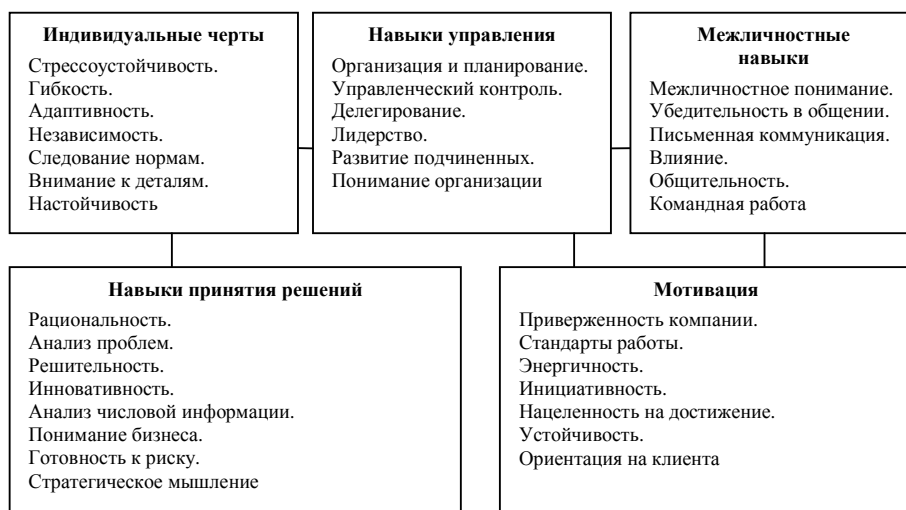 Индивидуальные черты
Стрессоустойчивость.
Гибкость.
Адаптивность.
Независимость.
Следование нормам.
Внимание к деталям.
Настойчивость
Навыки управления
Организация и планирование.
Управленческий контроль.
Делегирование.
Лидерство.
Развитие подчиненных.
Понимание организации
Межличностные
навыки
Межличностное понимание.
Убедительность в общении.
Письменная коммуникация.
Влияние.
Общительность.
Командная работа
Навыки принятия решений
Рациональность.
Анализ проблем.
Решительность.
Инновативность.
Анализ числовой информации.
Понимание бизнеса.
Готовность к риску.
Стратегическое мышление
Мотивация
Приверженность компании.
Стандарты работы.
Энергичность.
Инициативность.
Нацеленность на достижение.
Устойчивость.
Ориентация на клиента